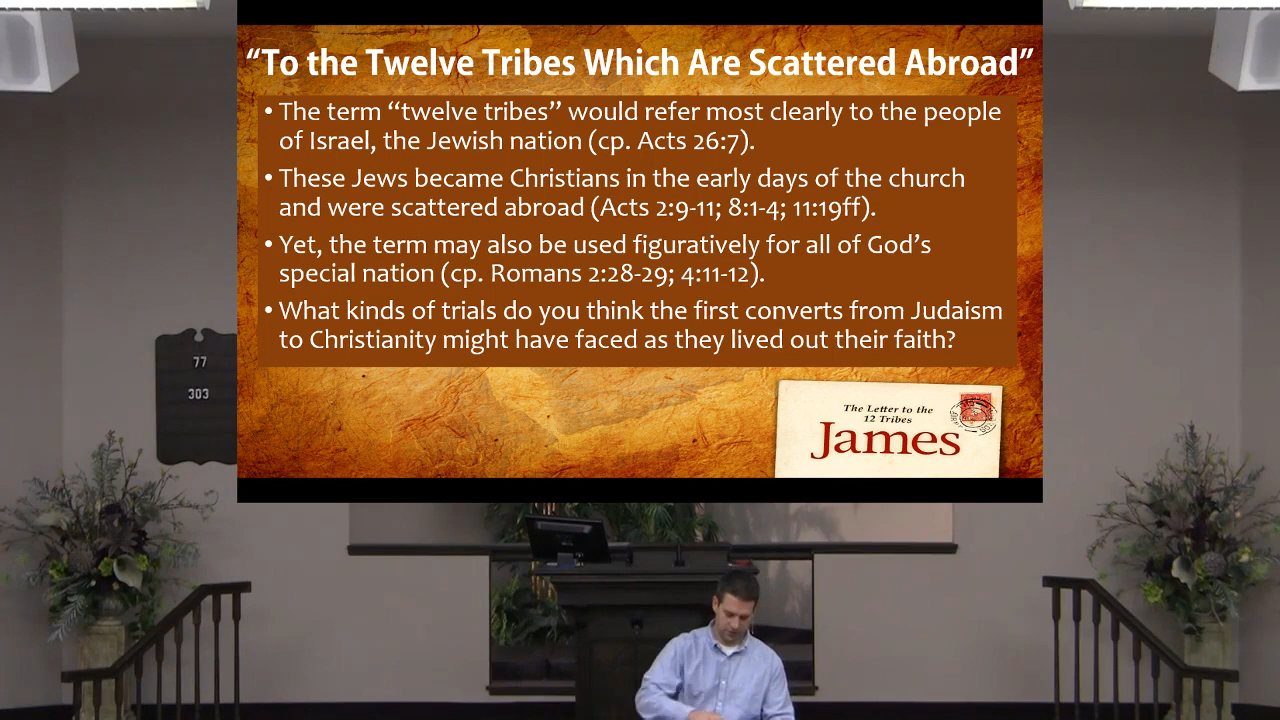 “To the Twelve Tribes Which Are Scattered Abroad”
• The term “twelve tribes” would refer most clearly to the people
of Israel, the Jewish nation (cp. Acts 26:7).
• These Jews became Christians in the early days of the church
and were scattered abroad (Acts 2:9-11; 8:1-4; 11:19ff).
• Yet, the term may also be used figuratively for all of God’s
special nation (cp. Romans 2:28-29; 4:11-12).
• What kinds of trials do you think the first converts from Judaism
to Christianity might have faced as they lived out their faith?
77
303
The Letter to the
12 Tribes
James